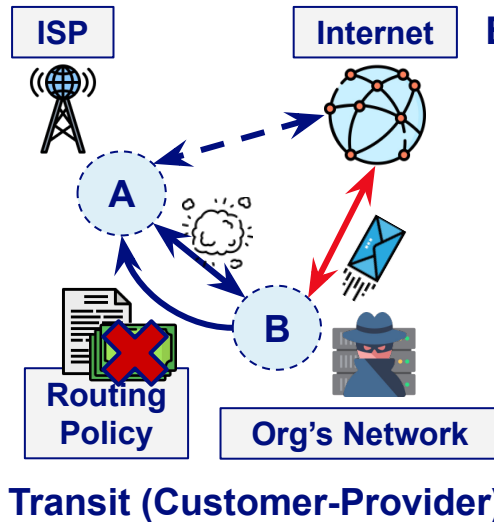 ISP
Internet
A
B
Routing
Policy
Org's Network
Transit (Customer-Provider)